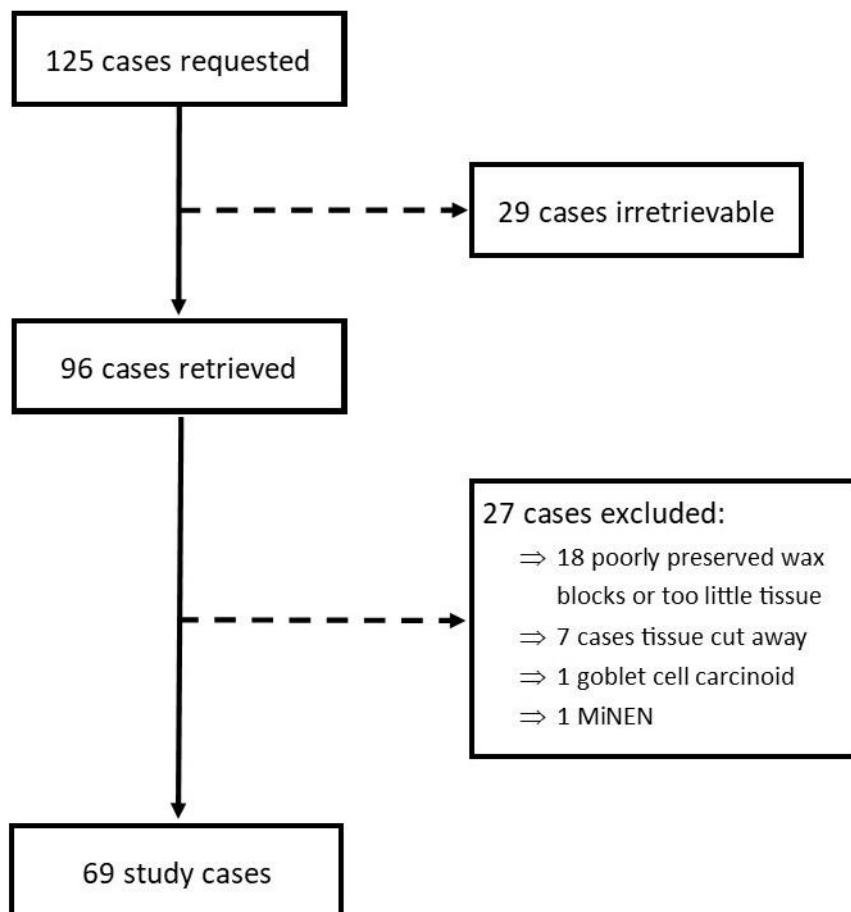 125 cases requested
29 cases irretrievable
96 cases retrieved
27 cases excluded:
⇒ 18 poorly preserved wax
blocks or too little tissue
⇒ 7 cases tissue cut away
⇒ 1 goblet cell carcinoid
⇒ 1 MiNEN
69 study cases